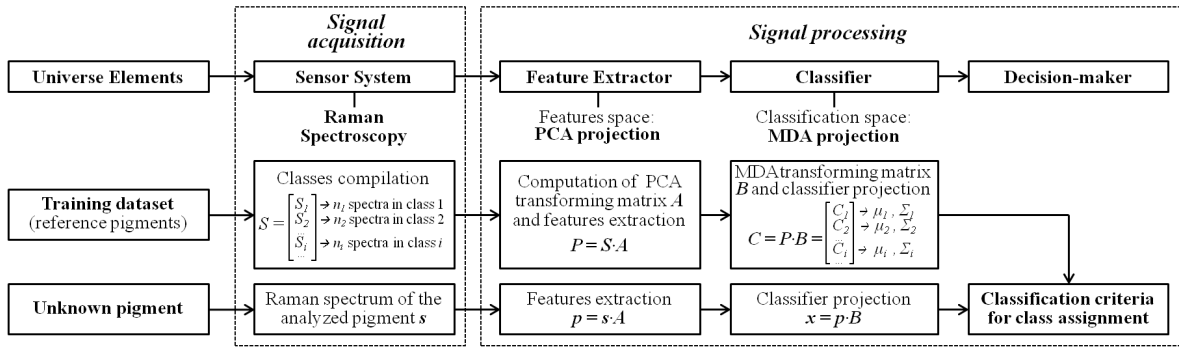 Signal
acquisition
Signal processing
Universe Elements
Sensor System
Feature Extractor
Classifier
Decision-maker
Raman
Spectroscopy
Features space:
PCA projection
Classification space:
MDA projection
Training dataset
(reference pigments)
Classes compilation
S₁ → n₁ spectra in class 1
S = S₂ → n₂ spectra in class 2
...
Sᵢ → nᵢ spectra in class i
...
Computation of PCA
transforming matrix A
and features extraction
P = S·A
MDA transforming matrix
B and classifier projection
C₁ → μ₁ , Σ₁
C = P·B = C₂ → μ₂ , Σ₂
...
Cᵢ → μᵢ , Σᵢ
...
Unknown pigment
Raman spectrum of the
analyzed pigment s
Features extraction
p = s·A
Classifier projection
x = p·B
Classification criteria
for class assignment